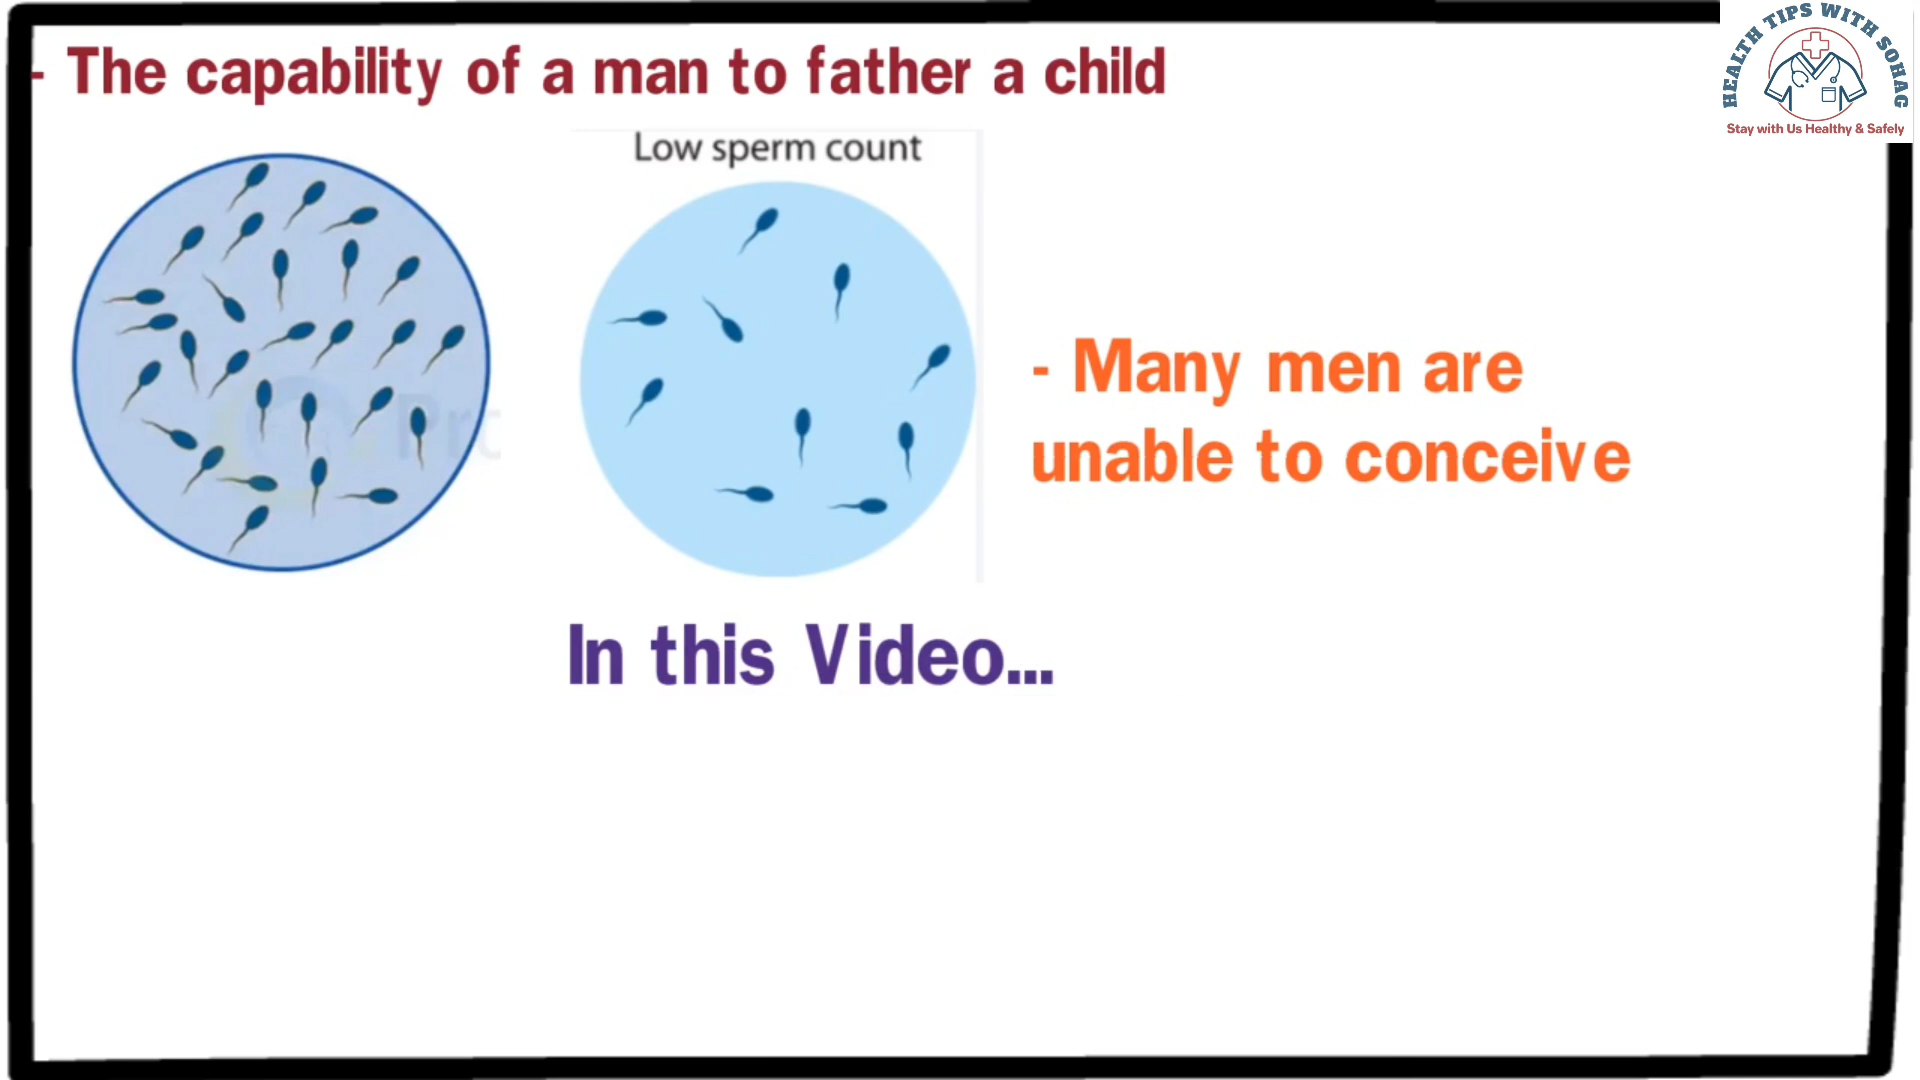 - The capability of a man to father a child
HEALTH TIPS WITH SOHAG
Stay with Us Healthy & Safely
Low sperm count
- Many men are
unable to conceive
In this Video...